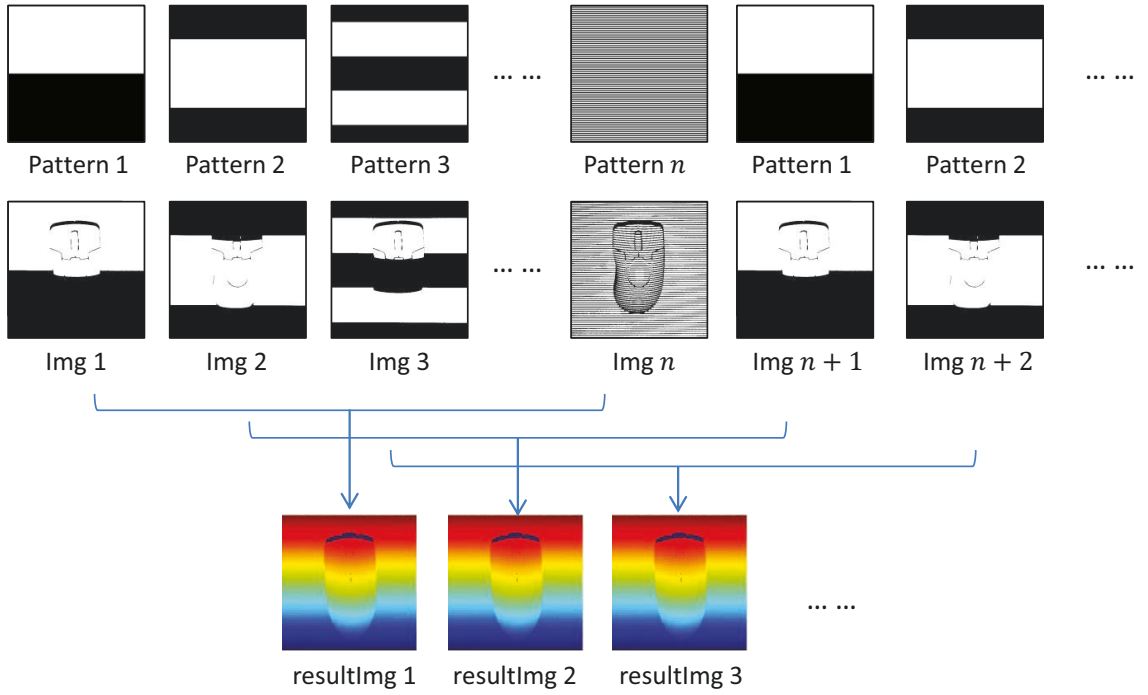 ... ...
... ...
Pattern 1 Pattern 2 Pattern 3 Pattern n Pattern 1 Pattern 2
... ...
... ...
Img 1 Img 2 Img 3 Img n Img n + 1 Img n + 2
... ...
resultImg 1 resultImg 2 resultImg 3